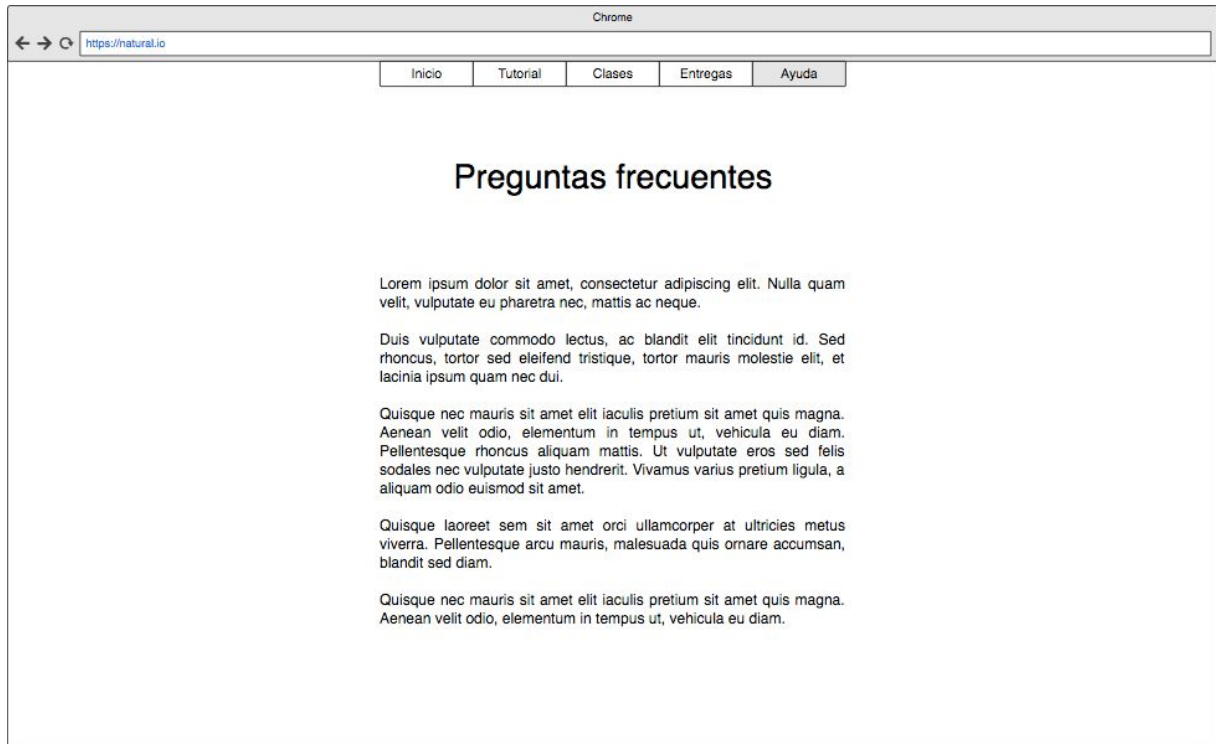 Chrome
https://natural.io
Inicio Tutorial Clases Entregas Ayuda
Preguntas frecuentes
Lorem ipsum dolor sit amet, consectetur adipiscing elit. Nulla quam
velit, vulputate eu pharetra nec, mattis ac neque.
Duis vulputate commodo lectus, ac blandit elit tincidunt id. Sed
rhoncus, tortor sed eleifend tristique, tortor mauris molestie elit, et
lacinia ipsum quam nec dui.
Quisque nec mauris sit amet elit iaculis pretium sit amet quis magna.
Aenean velit odio, elementum in tempus ut, vehicula eu diam.
Pellentesque rhoncus aliquam mattis. Ut vulputate eros sed felis
sodales nec vulputate justo hendrerit. Vivamus varius pretium ligula, a
aliquam odio euismod sit amet.
Quisque laoreet sem sit amet orci ullamcorper at ultricies metus
viverra. Pellentesque arcu mauris, malesuada quis ornare accumsan,
blandit sed diam.
Quisque nec mauris sit amet elit iaculis pretium sit amet quis magna.
Aenean velit odio, elementum in tempus ut, vehicula eu diam.